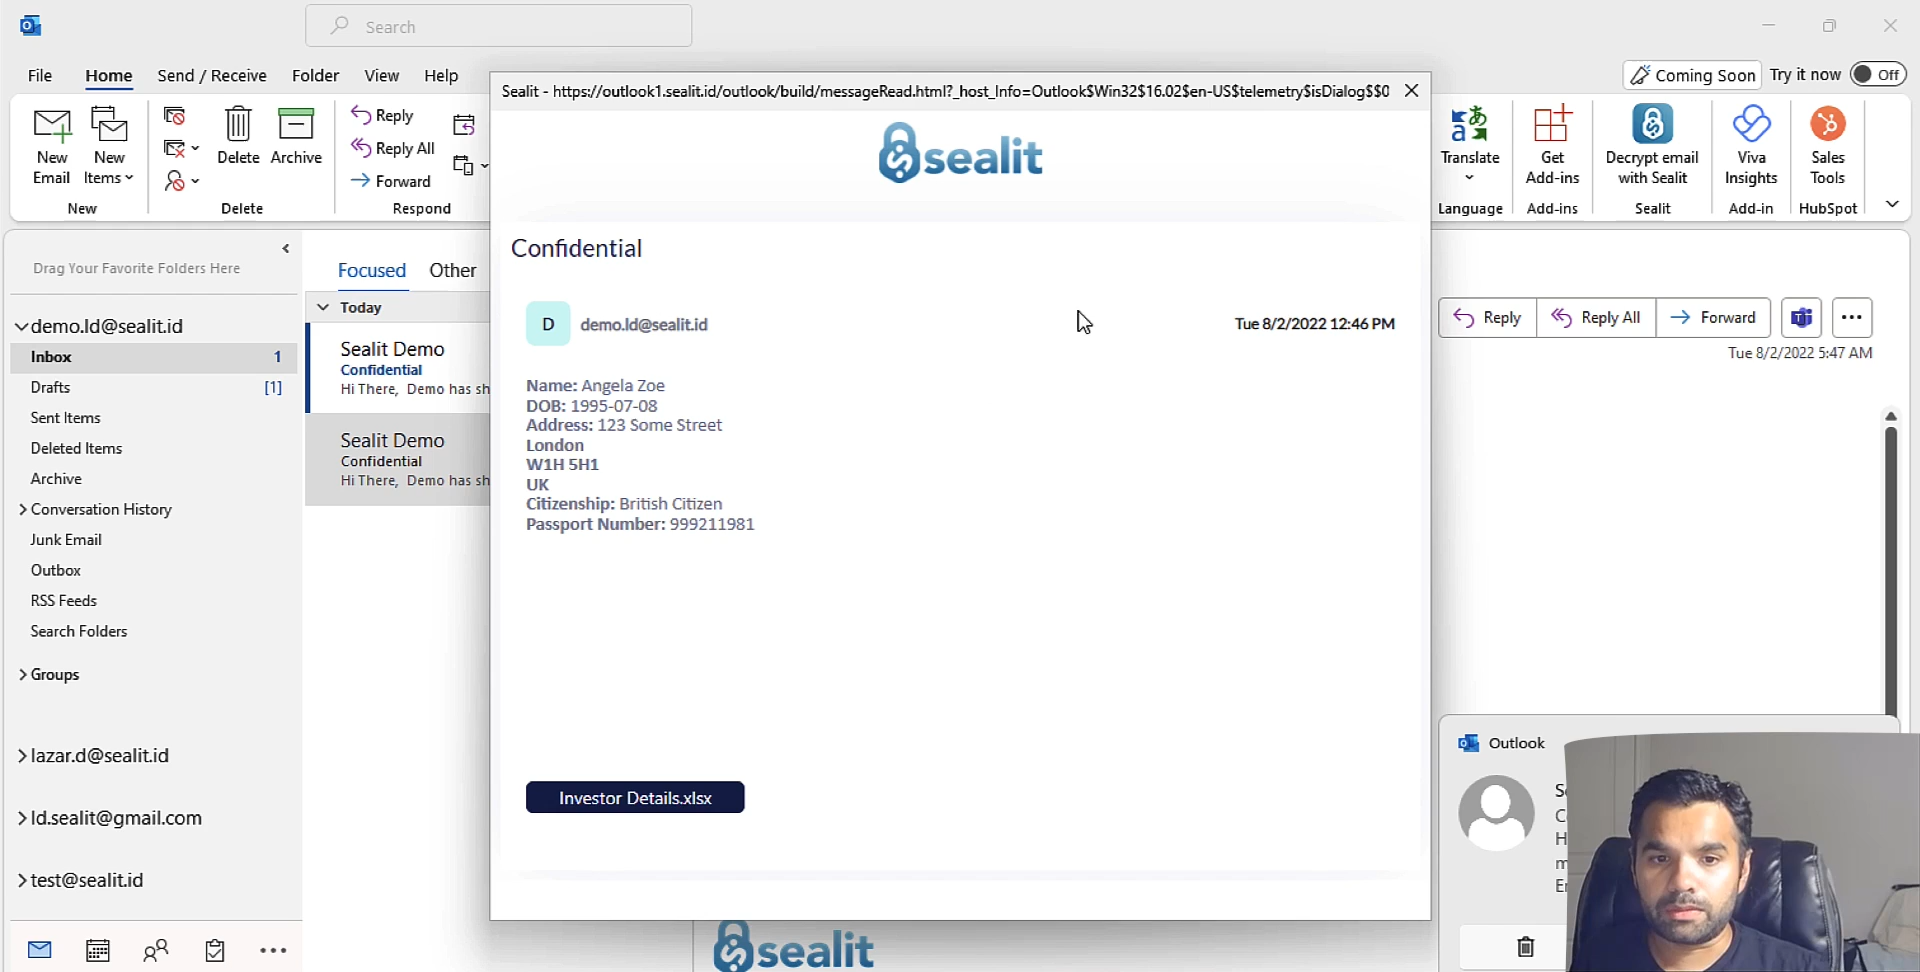 Search
File Home Send / Receive Folder View Help
Coming Soon Try it now Off
New Email
New Items
New
Delete
Archive
Delete
Reply
Reply All
Forward
Respond
Translate
Language
Get Add-ins
Add-ins
Decrypt email with Sealit
Sealit
Viva Insights
Add-in
Sales Tools
HubSpot
Drag Your Favorite Folders Here
demo.ld@sealit.id
Inbox 1
Drafts [1]
Sent Items
Deleted Items
Archive
Conversation History
Junk Email
Outbox
RSS Feeds
Search Folders
Groups
lazar.d@sealit.id
ld.sealit@gmail.com
test@sealit.id
Focused Other
Today
Sealit Demo
Confidential
Hi There, Demo has sh
Sealit Demo
Confidential
Hi There, Demo has sh
Sealit - https://outlook1.sealit.id/outlook/build/messageRead.html?_host_Info=Outlook$Win32$16.02$en-US$telemetry$isDialog$$0
sealit
Confidential
D demo.ld@sealit.id Tue 8/2/2022 12:46 PM
Name: Angela Zoe
DOB: 1995-07-08
Address: 123 Some Street
London
W1H 5H1
UK
Citizenship: British Citizen
Passport Number: 999211981
Investor Details.xlsx
sealit
Reply Reply All Forward
Tue 8/2/2022 5:47 AM
Outlook